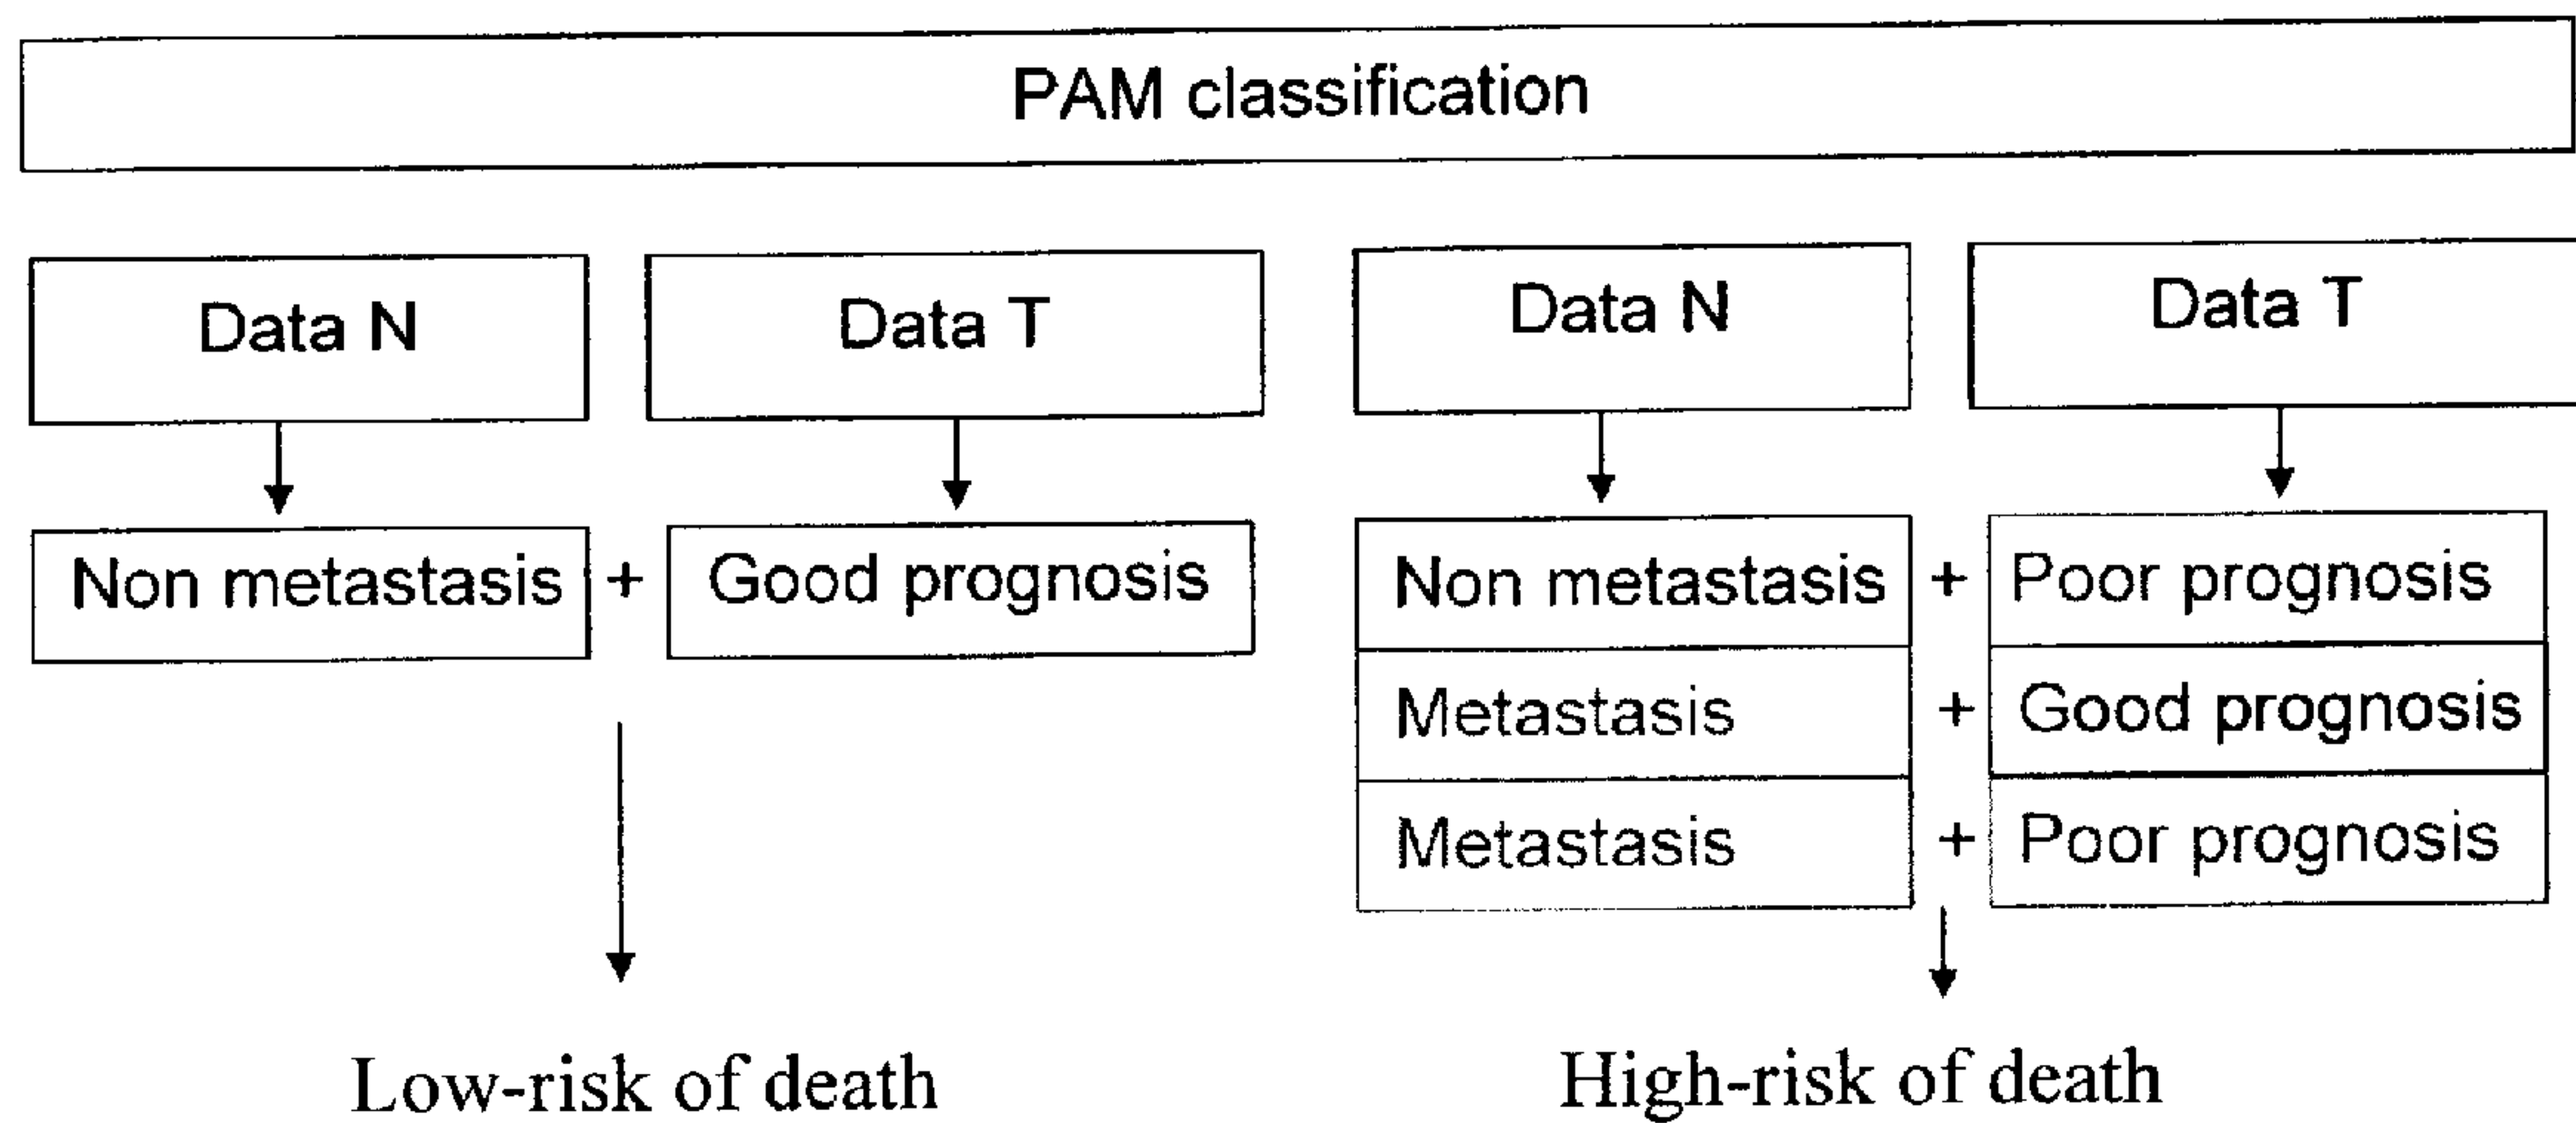 PAM classification
Data N Data T Data N Data T
Non metastasis + Good prognosis Non metastasis + Poor prognosis
Metastasis + Good prognosis
Metastasis + Poor prognosis
Low-risk of death High-risk of death